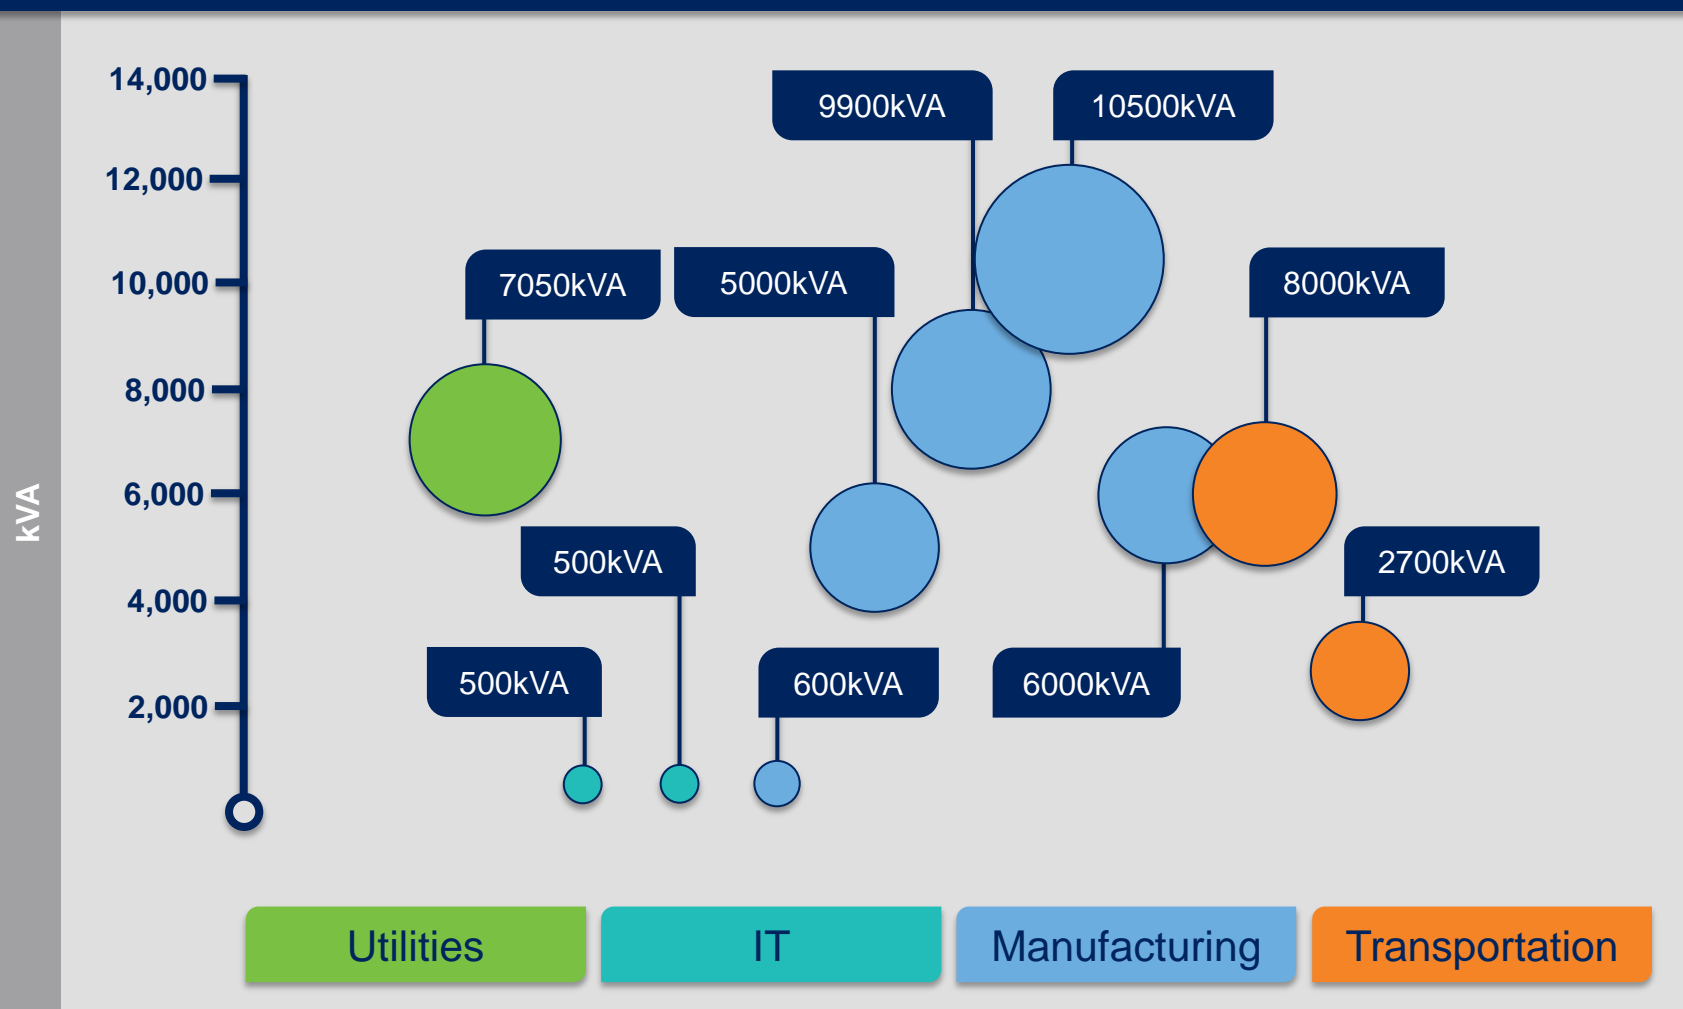 kVA
14,000
12,000
10,000
8,000
6,000
4,000
2,000
9900kVA
10500kVA
7050kVA
5000kVA
8000kVA
500kVA
2700kVA
500kVA
600kVA
6000kVA
Utilities
IT
Manufacturing
Transportation